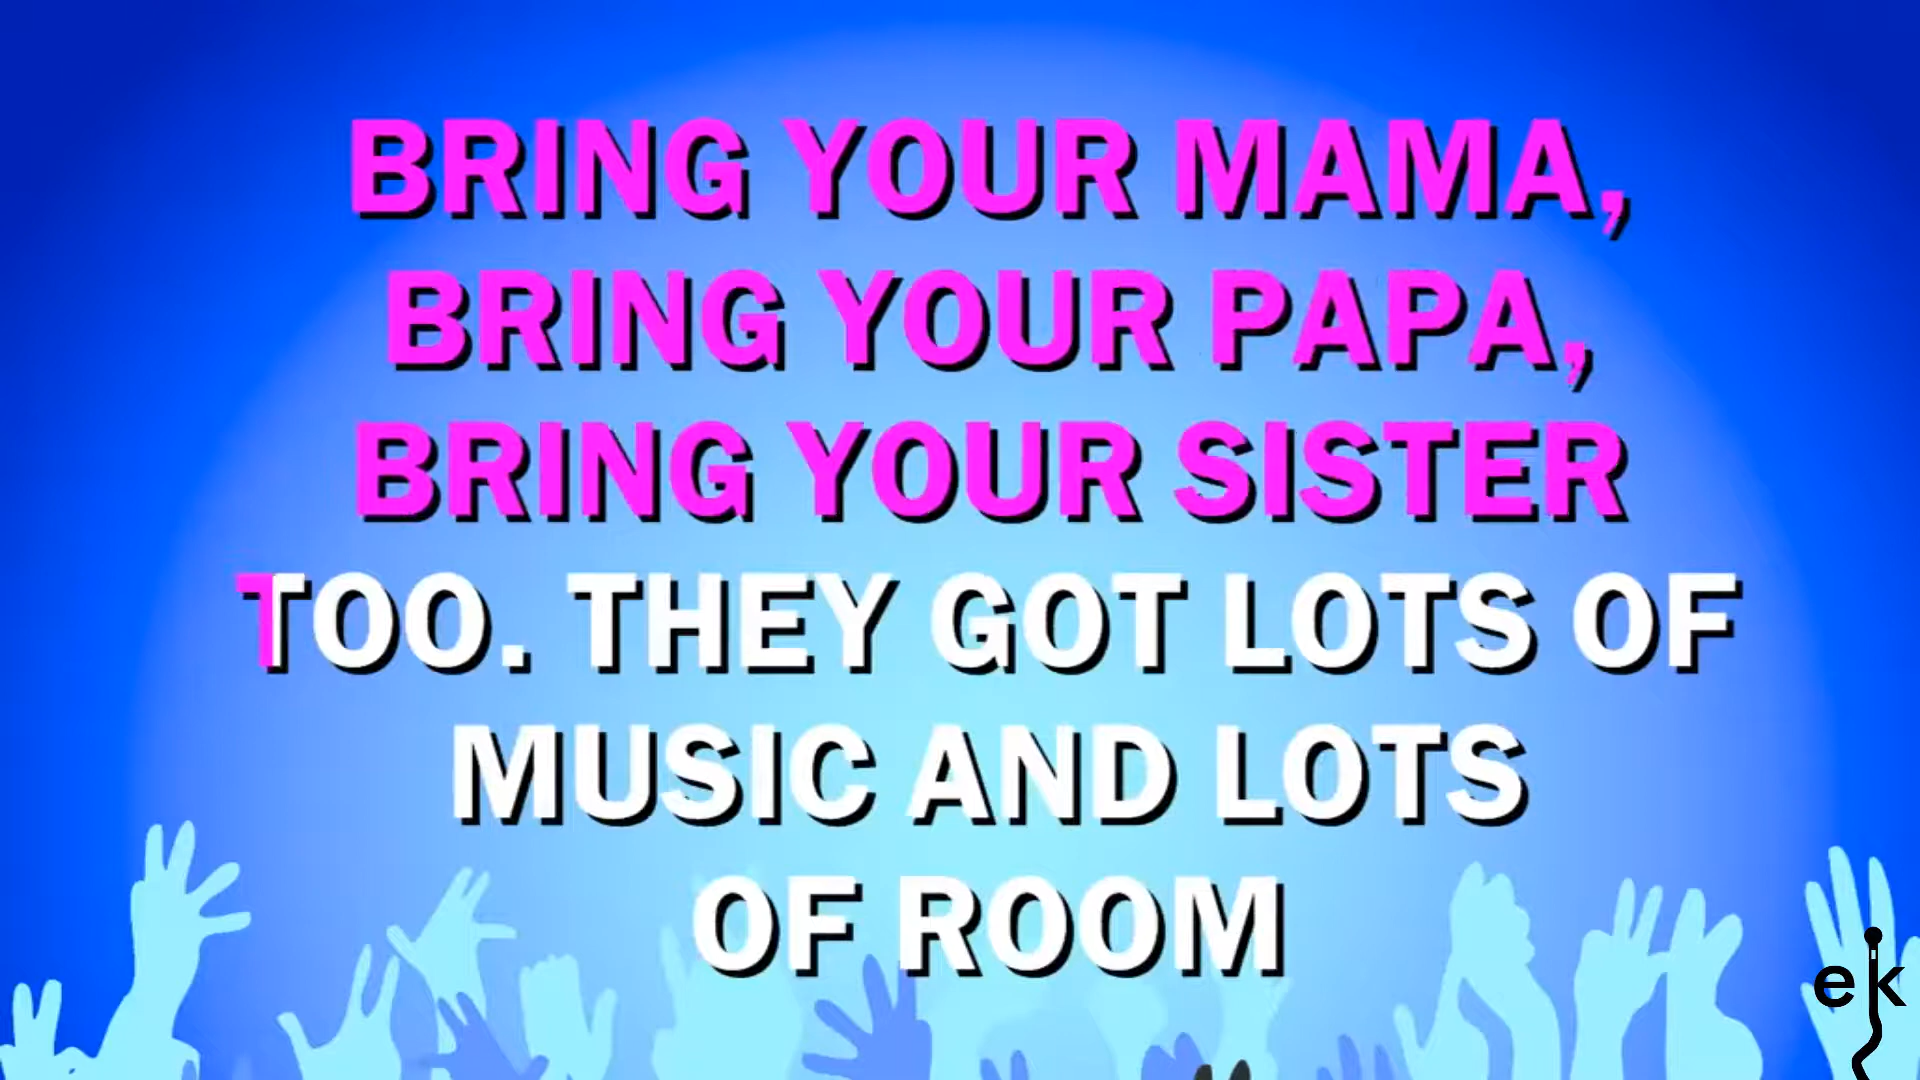 BRING YOUR MAMA,
BRING YOUR PAPA,
BRING YOUR SISTER
TOO. THEY GOT LOTS OF
MUSIC AND LOTS
OF ROOM
ek